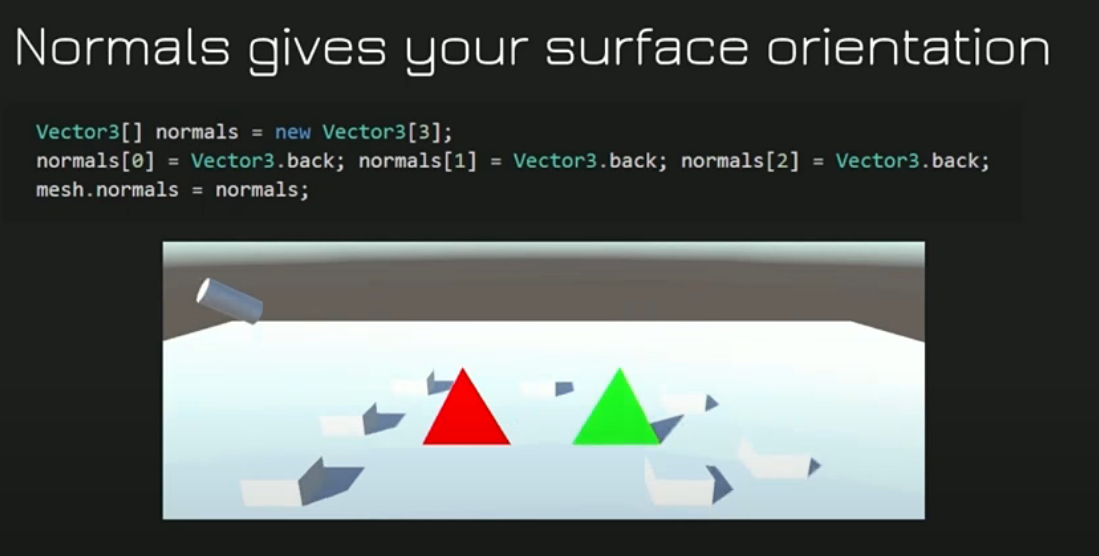 Normals gives your surface orientation
Vector3[] normals = new Vector3[3];
normals[0] = Vector3.back; normals[1] = Vector3.back; normals[2] = Vector3.back;
mesh.normals = normals;